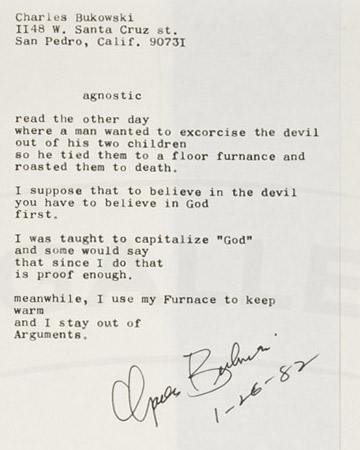 Charles Bukowski
II48 W. Santa Cruz st.
San Pedro, Calif. 9073I
agnostic
read the other day
where a man wanted to excorcise the devil
out of his two children
so he tied them to a floor furnance and
roasted them to death.
I suppose that to believe in the devil
you have to believe in God
first.
I was taught to capitalize "God"
and some would say
that since I do that
is proof enough.
meanwhile, I use my Furnace to keep
warm
and I stay out of
Arguments.
Charles Bukowski
1-26-82